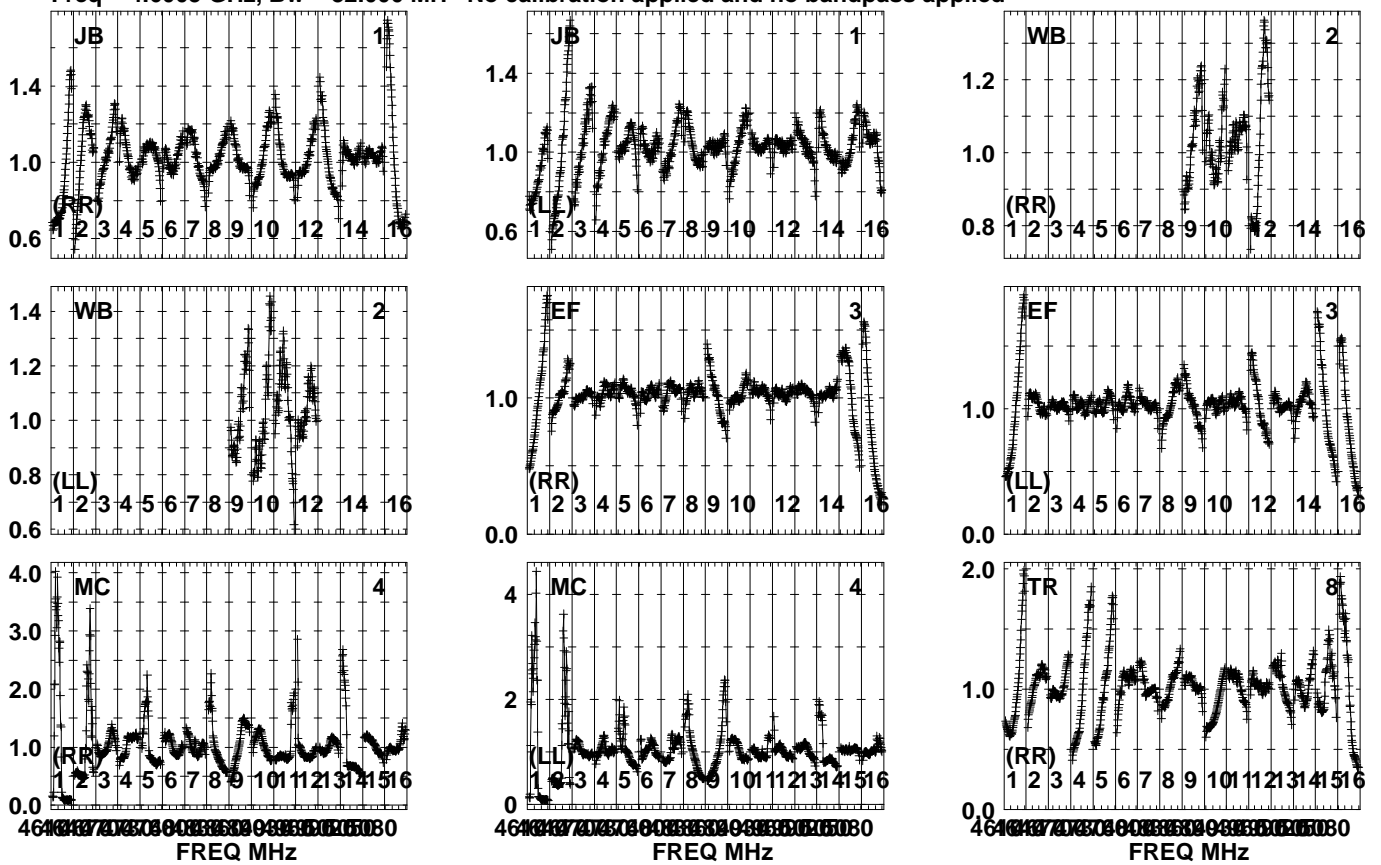 No calibration applied and no bandpass applied
JB 1
1.4
1.0
0.6
(RR)
1 2 3 4 5 6 7 8 9 10 12 14 16
JB 1
1.4
1.0
0.6
(LL)
1 2 3 4 5 6 7 8 9 10 12 14 16
WB 2
1.2
1.0
0.8
(RR)
1 2 3 4 5 6 7 8 9 10 12 14 16
WB 2
1.4
1.2
1.0
0.8
0.6
(LL)
1 2 3 4 5 6 7 8 9 10 12 14 16
EF 3
1.0
0.0
(RR)
1 2 3 4 5 6 7 8 9 10 12 14 16
EF 3
1.0
0.0
(LL)
1 2 3 4 5 6 7 8 9 10 12 14 16
MC 4
4.0
3.0
2.0
1.0
0.0
(RR)
1 2 3 4 5 6 7 8 9 10 11 12 13 14 15 16
FREQ MHz
MC 4
4
2
0
(LL)
1 3 4 5 6 7 8 9 10 11 12 13 14 15 16
FREQ MHz
TR 8
2.0
1.0
0.0
(RR)
1 2 3 4 5 6 7 8 9 10 11 12 13 14 15 16
FREQ MHz